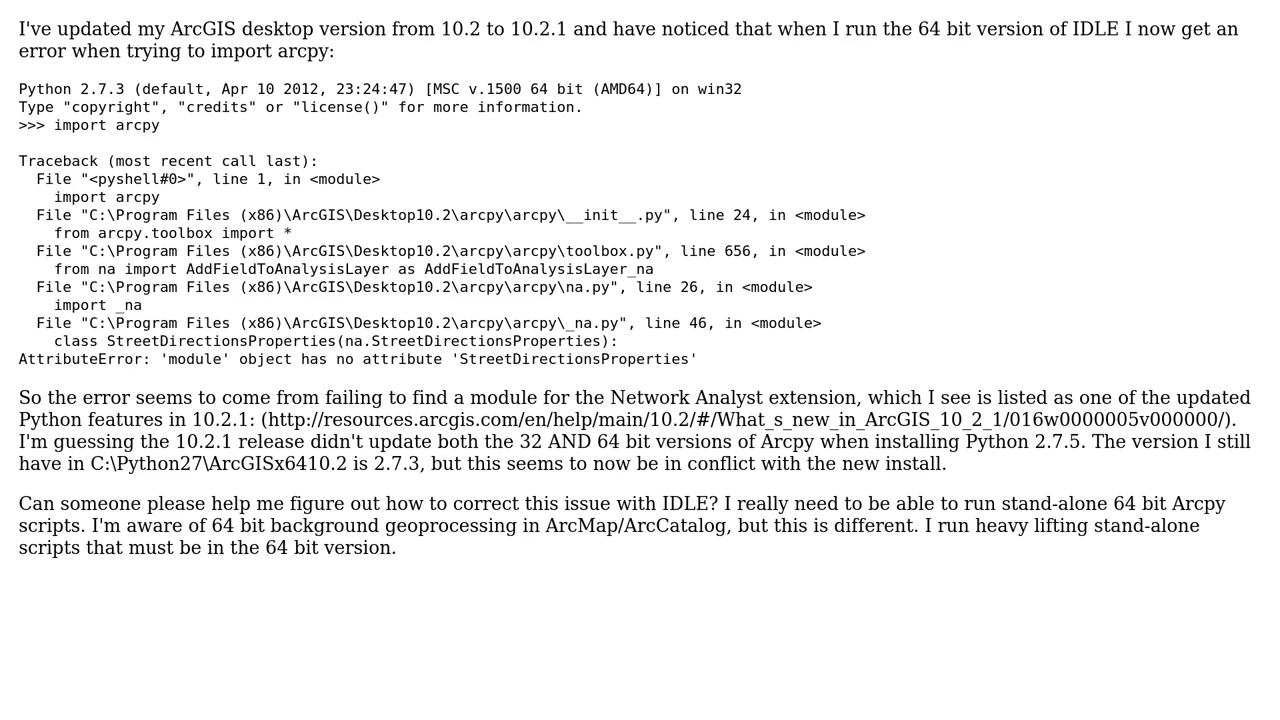 I've updated my ArcGIS desktop version from 10.2 to 10.2.1 and have noticed that when I run the 64 bit version of IDLE I now get an
error when trying to import arcpy:
Python 2.7.3 (default, Apr 10 2012, 23:24:47) [MSC v.1500 64 bit (AMD64)] on win32
Type "copyright", "credits" or "license()" for more information.
>>> import arcpy
Traceback (most recent call last):
  File "<pyshell#0>", line 1, in <module>
    import arcpy
  File "C:\Program Files (x86)\ArcGIS\Desktop10.2\arcpy\arcpy\__init__.py", line 24, in <module>
    from arcpy.toolbox import *
  File "C:\Program Files (x86)\ArcGIS\Desktop10.2\arcpy\arcpy\toolbox.py", line 656, in <module>
    from na import AddFieldToAnalysisLayer as AddFieldToAnalysisLayer_na
  File "C:\Program Files (x86)\ArcGIS\Desktop10.2\arcpy\arcpy\na.py", line 26, in <module>
    import _na
  File "C:\Program Files (x86)\ArcGIS\Desktop10.2\arcpy\arcpy\_na.py", line 46, in <module>
    class StreetDirectionsProperties(na.StreetDirectionsProperties):
AttributeError: 'module' object has no attribute 'StreetDirectionsProperties'
So the error seems to come from failing to find a module for the Network Analyst extension, which I see is listed as one of the updated
Python features in 10.2.1: (http://resources.arcgis.com/en/help/main/10.2/#/What_s_new_in_ArcGIS_10_2_1/016w0000005v000000/).
I'm guessing the 10.2.1 release didn't update both the 32 AND 64 bit versions of Arcpy when installing Python 2.7.5. The version I still
have in C:\Python27\ArcGISx6410.2 is 2.7.3, but this seems to now be in conflict with the new install.
Can someone please help me figure out how to correct this issue with IDLE? I really need to be able to run stand-alone 64 bit Arcpy
scripts. I'm aware of 64 bit background geoprocessing in ArcMap/ArcCatalog, but this is different. I run heavy lifting stand-alone
scripts that must be in the 64 bit version.